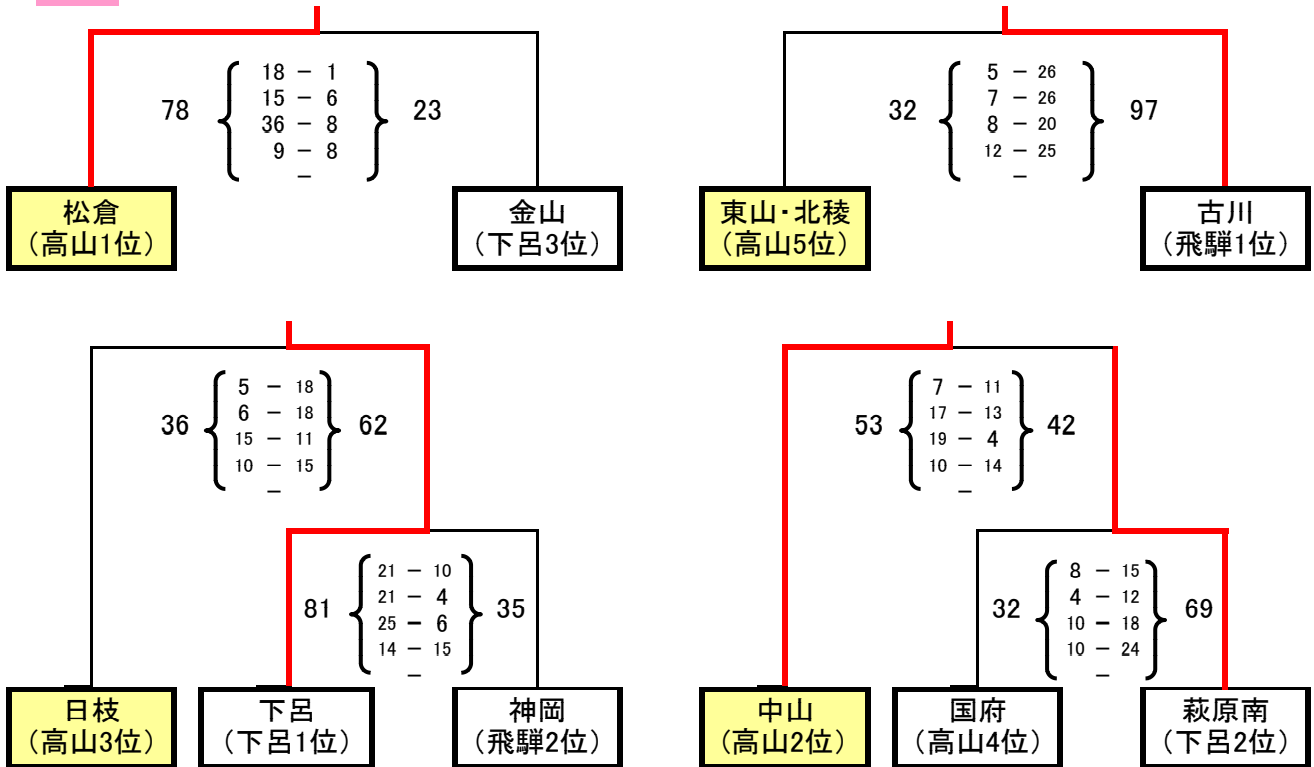 78
18 － 1
15 － 6
36 － 8
9 － 8
－
23
松倉
（高山1位）
金山
（下呂3位）
32
5 － 26
7 － 26
8 － 20
12 － 25
－
97
東山・北稜
（高山5位）
古川
（飛騨1位）
36
5 － 18
6 － 18
15 － 11
10 － 15
－
62
81
21 － 10
21 － 4
25 － 6
14 － 15
－
35
日枝
（高山3位）
下呂
（下呂1位）
神岡
（飛騨2位）
53
7 － 11
17 － 13
19 － 4
10 － 14
－
42
32
8 － 15
4 － 12
10 － 18
10 － 24
－
69
中山
（高山2位）
国府
（高山4位）
萩原南
（下呂2位）